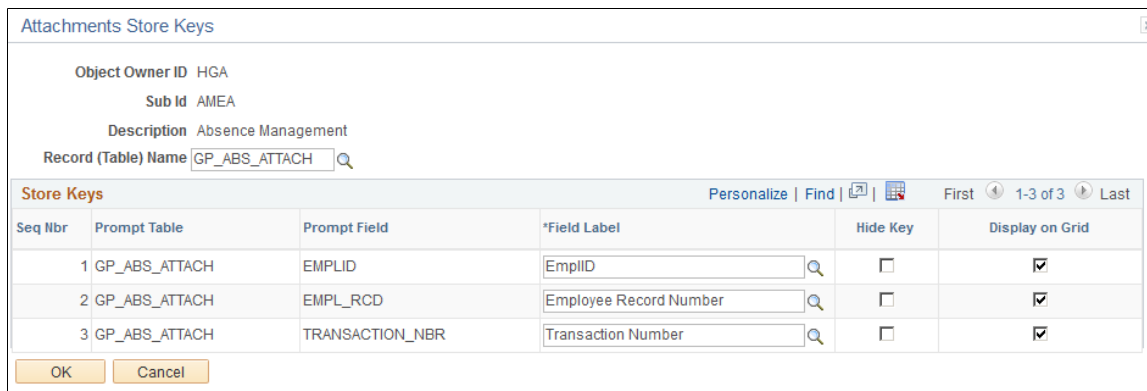 Attachments Store Keys
Object Owner ID HGA
Sub Id AMEA
Description Absence Management
Record (Table) Name GP_ABS_ATTACH
Store Keys Personalize | Find | | First 1-3 of 3 Last
Seq Nbr Prompt Table Prompt Field *Field Label Hide Key Display on Grid
1 GP_ABS_ATTACH EMPLID EmplID
2 GP_ABS_ATTACH EMPL_RCD Employee Record Number
3 GP_ABS_ATTACH TRANSACTION_NBR Transaction Number
OK Cancel